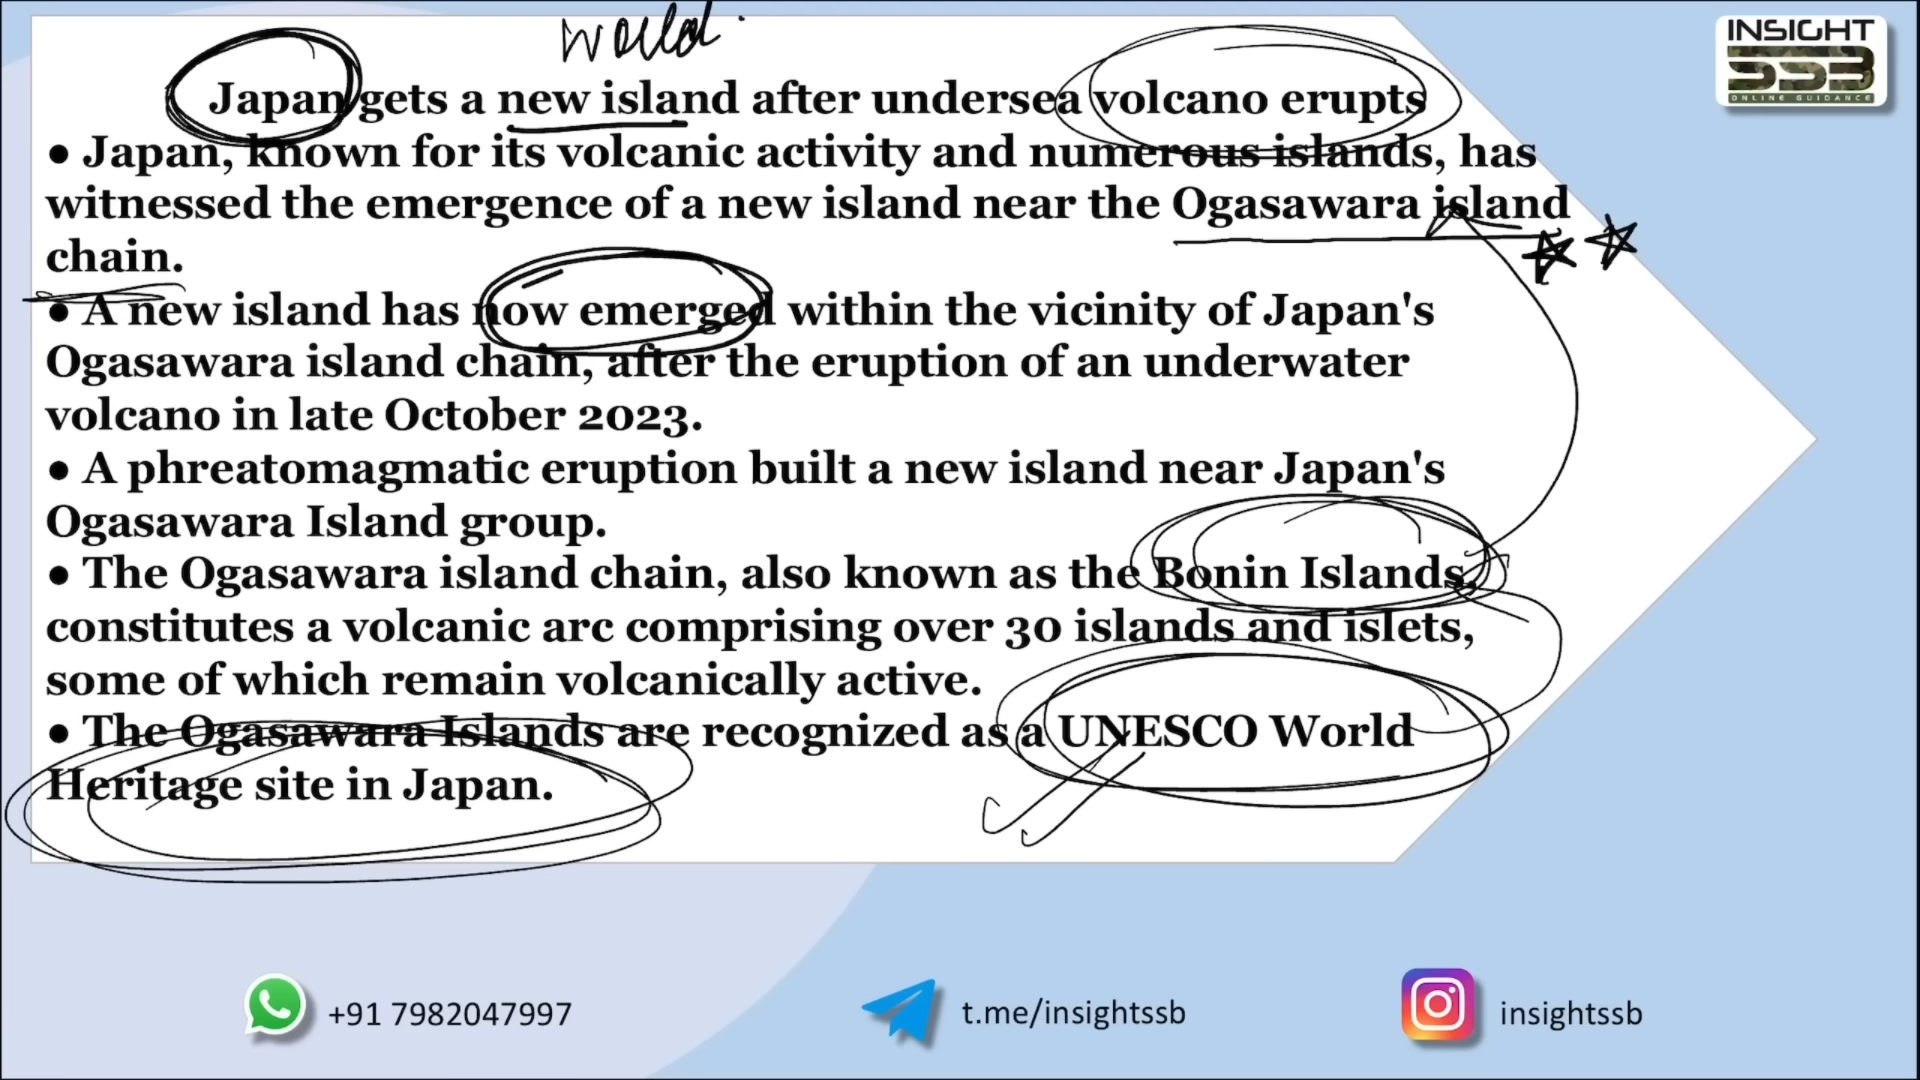 world.
INSIGHT
SSB
ONLINE GUIDANCE
Japan gets a new island after undersea volcano erupts
● Japan, known for its volcanic activity and numerous islands, has
witnessed the emergence of a new island near the Ogasawara island
chain.
● A new island has now emerged within the vicinity of Japan's
Ogasawara island chain, after the eruption of an underwater
volcano in late October 2023.
● A phreatomagmatic eruption built a new island near Japan's
Ogasawara Island group.
● The Ogasawara island chain, also known as the Bonin Islands,
constitutes a volcanic arc comprising over 30 islands and islets,
some of which remain volcanically active.
● The Ogasawara Islands are recognized as a UNESCO World
Heritage site in Japan.
+91 7982047997
t.me/insightssb
insightssb